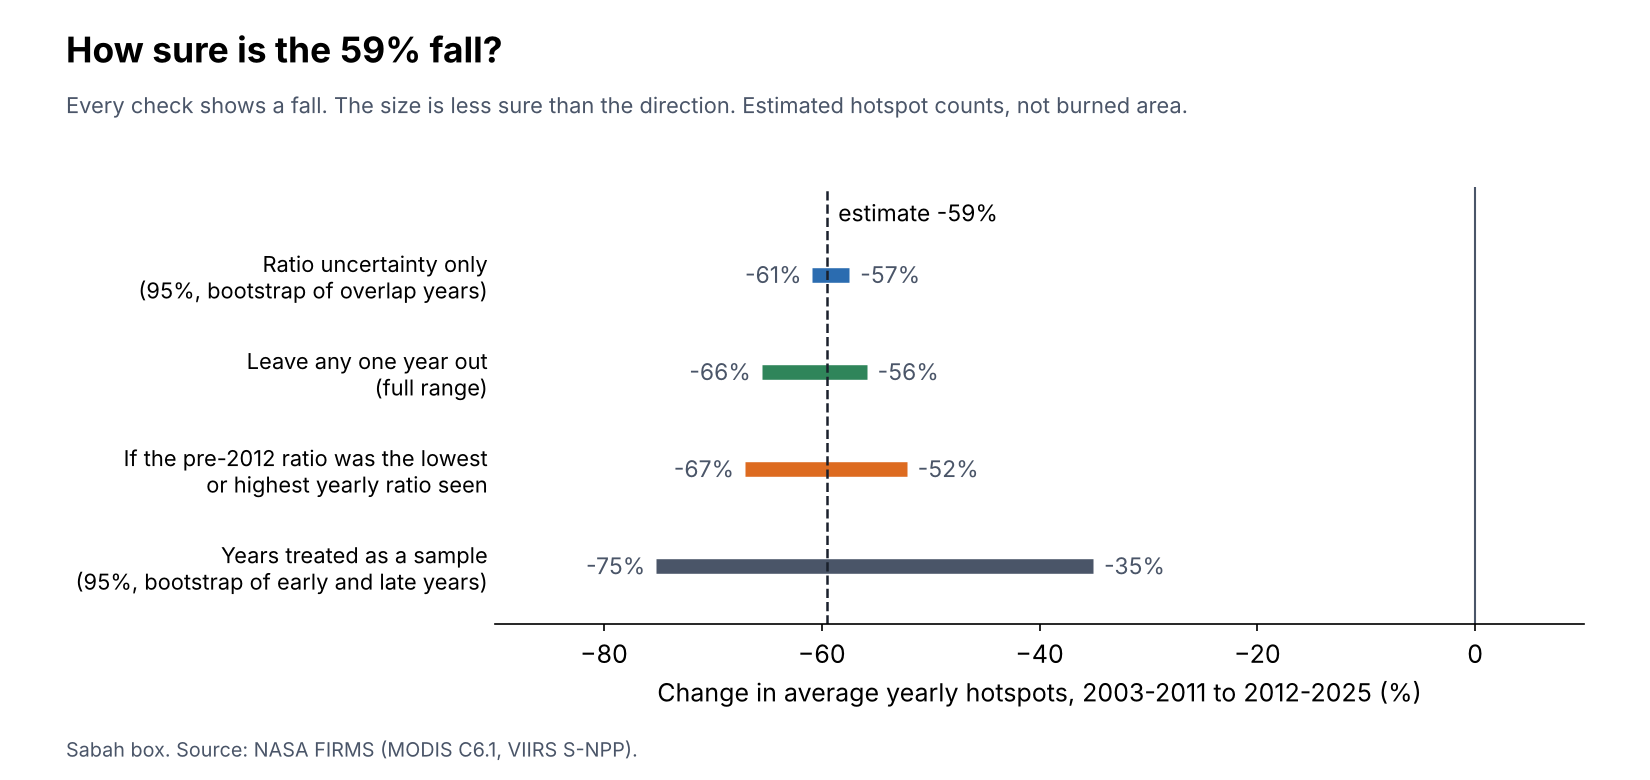 How sure is the 59% fall?
Every check shows a fall. The size is less sure than the direction. Estimated hotspot counts, not burned area.
estimate -59%
Ratio uncertainty only
(95%, bootstrap of overlap years)
-61%
-57%
Leave any one year out
(full range)
-66%
-56%
If the pre-2012 ratio was the lowest
or highest yearly ratio seen
-67%
-52%
Years treated as a sample
(95%, bootstrap of early and late years)
-75%
-35%
−80
−60
−40
−20
0
Change in average yearly hotspots, 2003-2011 to 2012-2025 (%)
Sabah box. Source: NASA FIRMS (MODIS C6.1, VIIRS S-NPP).